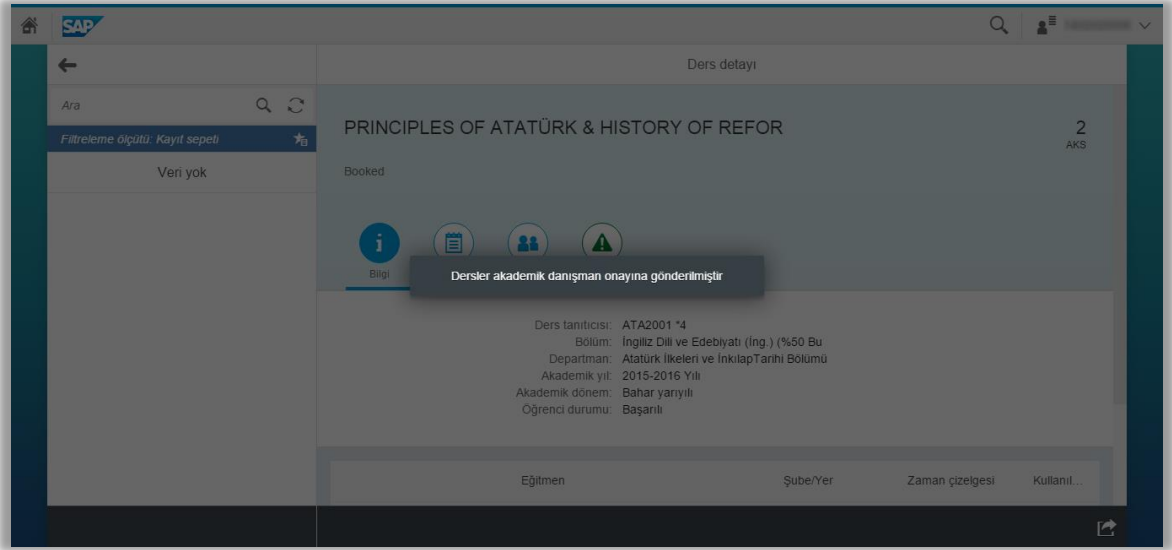 SAP
Ders detayı
Ara
Filtreleme ölçütü: Kayıt sepeti
Veri yok
PRINCIPLES OF ATATÜRK & HISTORY OF REFOR
2
AKS
Booked
Bilgi
Dersler akademik danışman onayına gönderilmiştir
Ders tanıtıcısı: ATA2001 *4
Bölüm: İngiliz Dili ve Edebiyatı (İng.) (%50 Bu
Departman: Atatürk İlkeleri ve İnkılapTarihi Bölümü
Akademik yıl: 2015-2016 Yılı
Akademik dönem: Bahar yarıyılı
Öğrenci durumu: Başarılı
Eğitmen Şube/Yer Zaman çizelgesi Kullanıl...